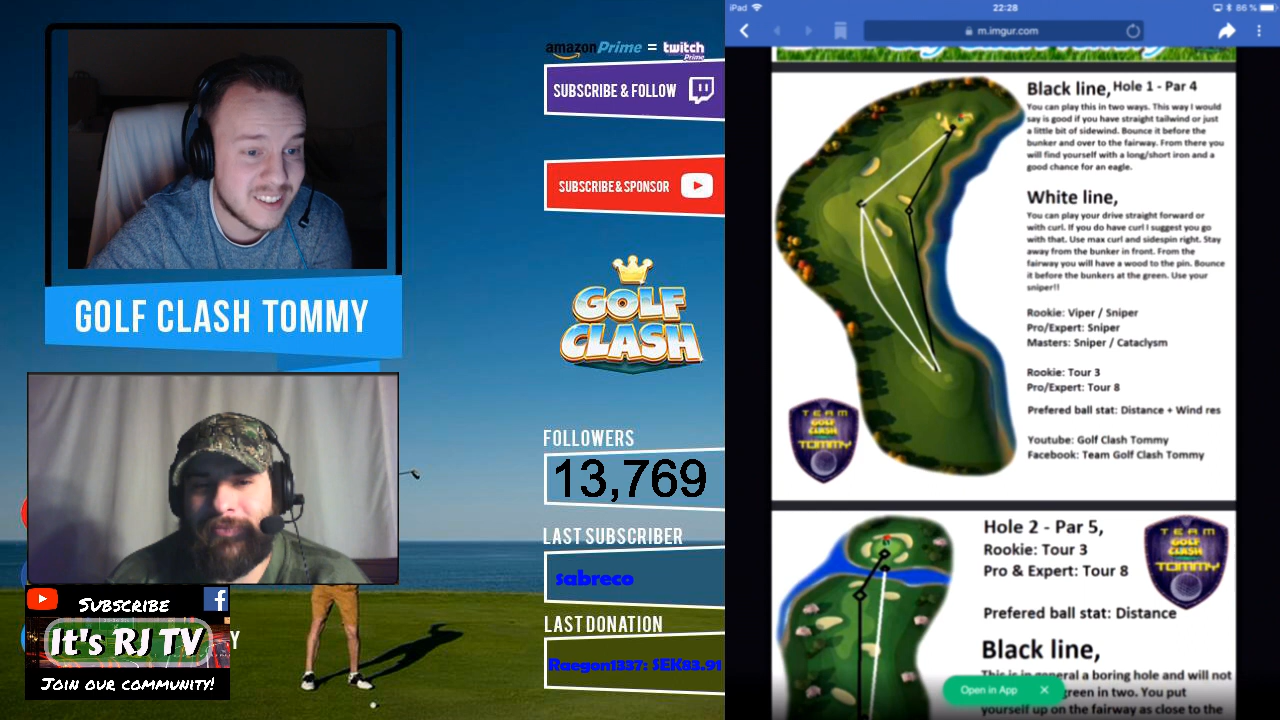 amazonPrime = twitch
Prime
SUBSCRIBE & FOLLOW
SUBSCRIBE & SPONSOR
GOLF CLASH TOMMY
GOLF
CLASH
FOLLOWERS
13,769
LAST SUBSCRIBER
sabreco
LAST DONATION
Raegon1337: SEK83.91
SUBSCRIBE
It's RJ TV
JOIN OUR COMMUNITY!
Y
iPad
22:28
86 %
m.imgur.com
Black line, Hole 1 - Par 4
You can play this in two ways. This way I would
say is good if you have straight tailwind or just
a little bit of sidewind. Bounce it before the
bunker and over to the fairway. From there you
will find yourself with a long/short iron and a
good chance for an eagle.
White line,
You can play your drive straight forward or
with curl. If you do have curl I suggest you go
with that. Use max curl and sidespin right. Stay
away from the bunker in front. From the
fairway you will have a wood to the pin. Bounce
it before the bunkers at the green. Use your
sniper!!
Rookie: Viper / Sniper
Pro/Expert: Sniper
Masters: Sniper / Cataclysm
Rookie: Tour 3
Pro/Expert: Tour 8
Prefered ball stat: Distance + Wind res
Youtube: Golf Clash Tommy
Facebook: Team Golf Clash Tommy
TEAM
GOLF
CLASH
TOMMY
Hole 2 - Par 5,
Rookie: Tour 3
Pro & Expert: Tour 8
TEAM
GOLF
CLASH
TOMMY
Prefered ball stat: Distance
Black line,
This is in general a boring hole and will not
green in two. You put
yourself up on the fairway as close to the
Open in App